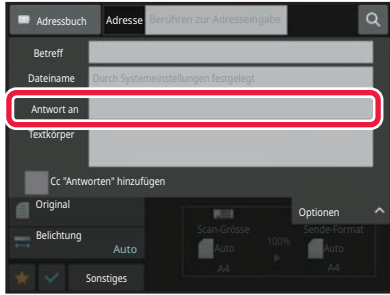 Adressbuch Adresse Berühren zur Adresseingabe
Betreff
Dateiname Durch Systemeinstellungen festgelegt
Antwort an
Textkörper
Cc "Antworten" hinzufügen
Original
Optionen
Scan-Grösse Sende-Format
Belichtung
Auto
Auto 100% Auto
A4 A4
Sonstiges